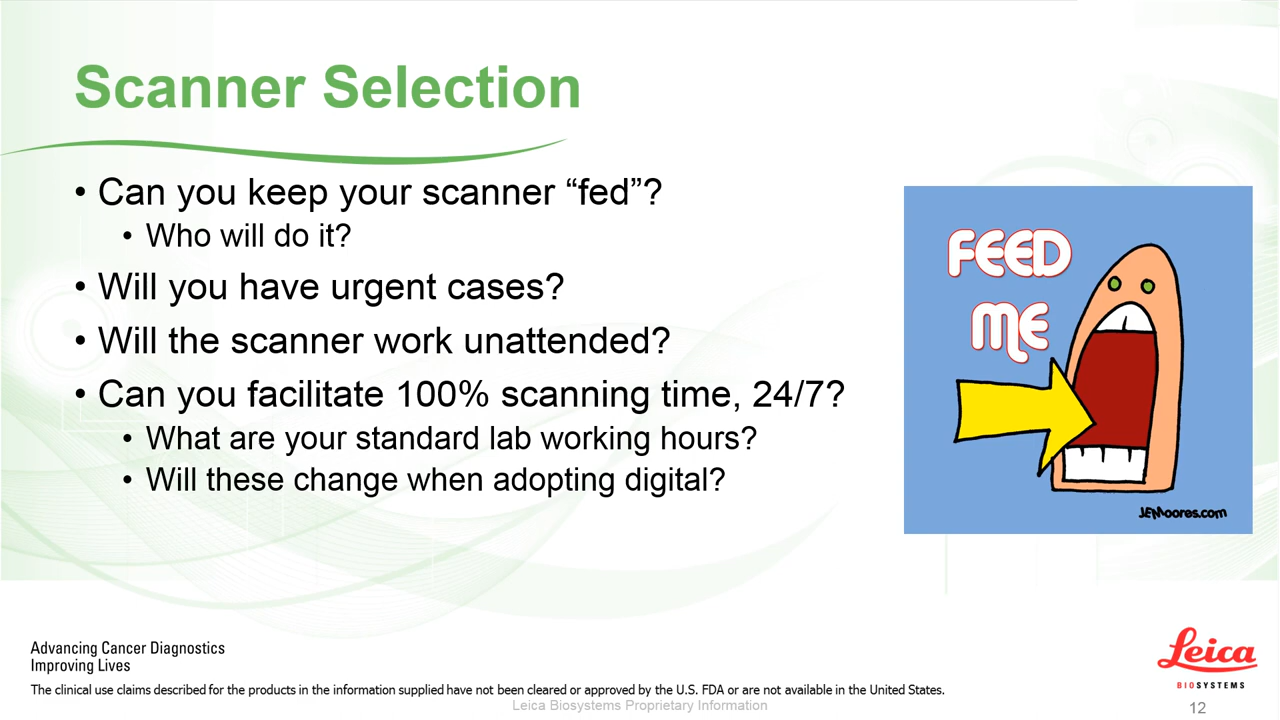 Scanner Selection
• Can you keep your scanner “fed”?
• Who will do it?
• Will you have urgent cases?
• Will the scanner work unattended?
• Can you facilitate 100% scanning time, 24/7?
• What are your standard lab working hours?
• Will these change when adopting digital?
FEED
ME
JEMoores.com
Advancing Cancer Diagnostics
Improving Lives
The clinical use claims described for the products in the information supplied have not been cleared or approved by the U.S. FDA or are not available in the United States.
Leica Biosystems Proprietary Information
Leica
BIOSYSTEMS
12